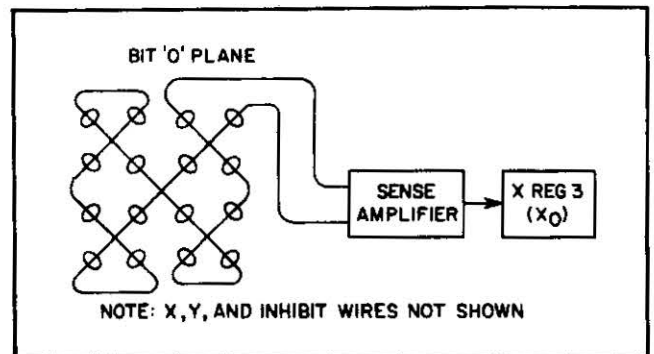 BIT 'O' PLANE
SENSE
AMPLIFIER
X REG 3
(X₀)
NOTE: X, Y, AND INHIBIT WIRES NOT SHOWN